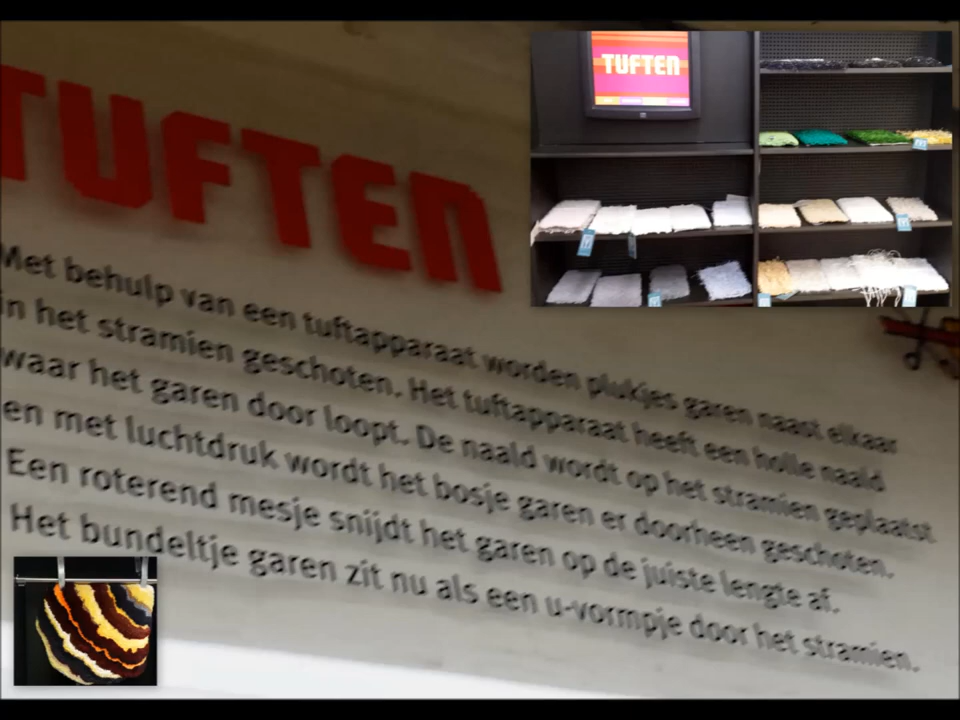 TUFTEN
Met behulp van een tuftapparaat worden plukjes garen naast elkaar
in het stramien geschoten. Het tuftapparaat heeft een holle naald
waar het garen door loopt. De naald wordt op het stramien geplaatst
en met luchtdruk wordt het bosje garen er doorheen geschoten.
Een roterend mesje snijdt het garen op de juiste lengte af.
Het bundeltje garen zit nu als een u-vormpje door het stramien.
TUFTEN